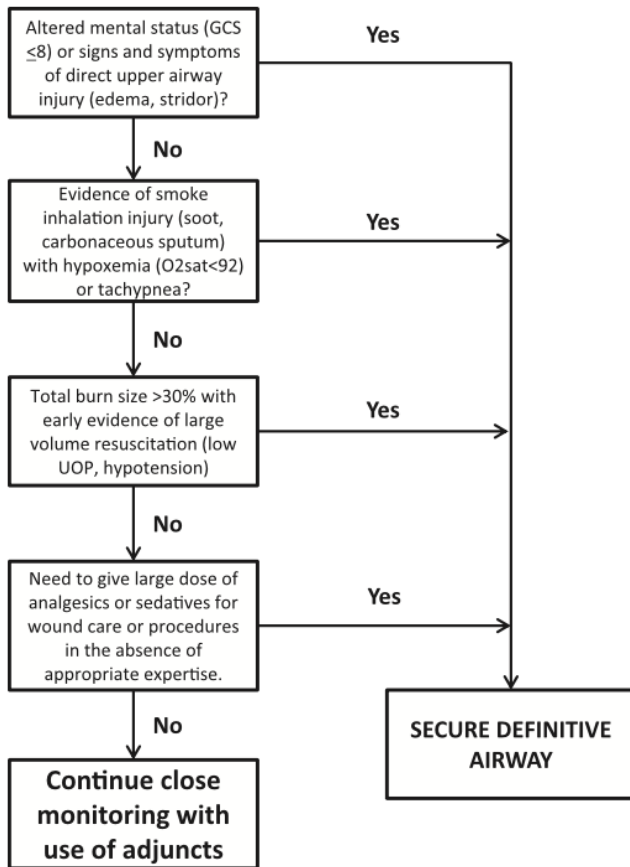 Altered mental status (GCS
≤8) or signs and symptoms
of direct upper airway
injury (edema, stridor)?
Yes
No
Evidence of smoke
inhalation injury (soot,
carbonaceous sputum)
with hypoxemia (O2sat<92)
or tachypnea?
Yes
No
Total burn size >30% with
early evidence of large
volume resuscitation (low
UOP, hypotension)
Yes
No
Need to give large dose of
analgesics or sedatives for
wound care or procedures
in the absence of
appropriate expertise.
Yes
No
SECURE DEFINITIVE
AIRWAY
Continue close
monitoring with
use of adjuncts